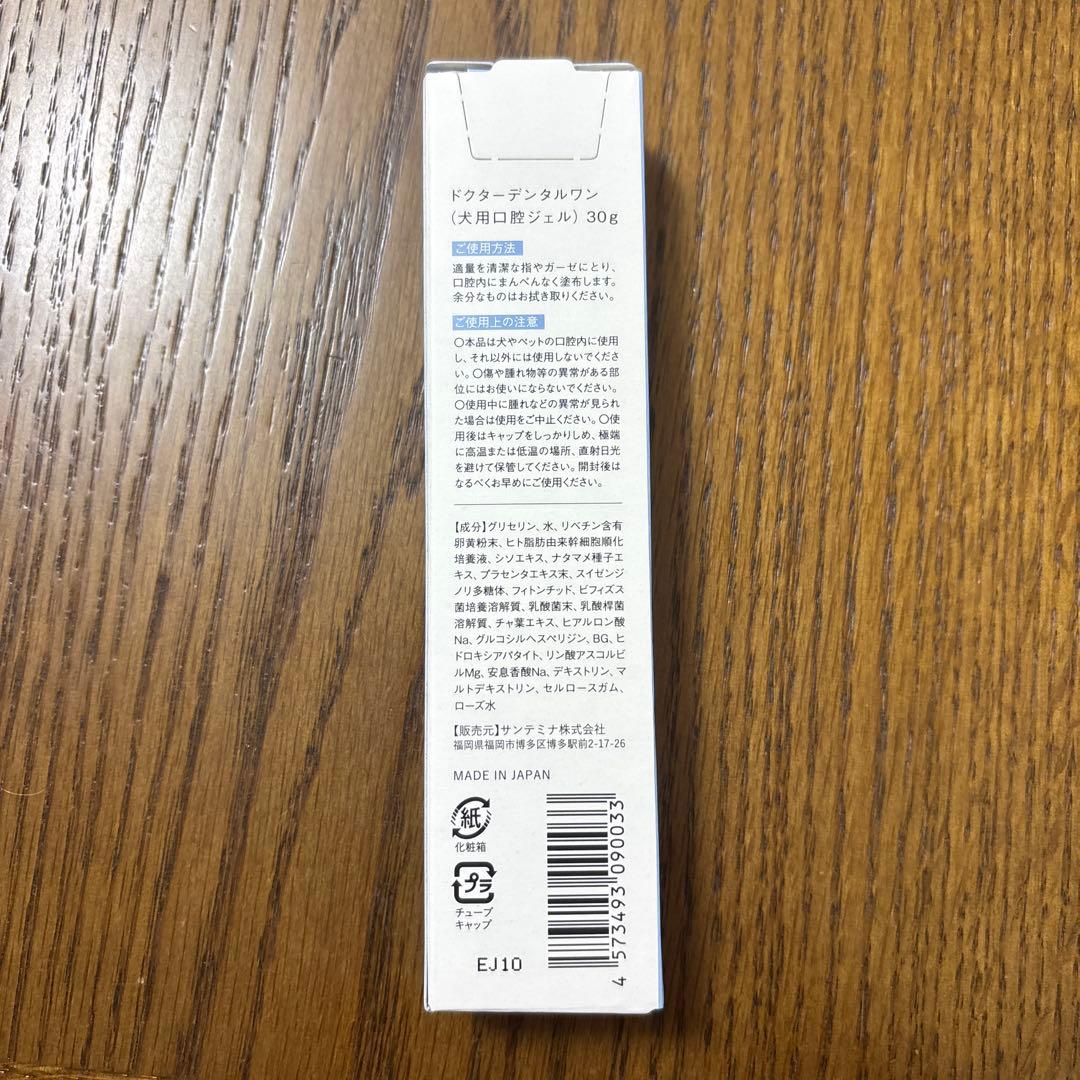 ドクターデンタルワン
(犬用口腔ジェル) 30g
ご使用方法
適量を清潔な指やガーゼにとり、
口腔内にまんべんなく塗布します。
余分なものはお拭き取りください。
ご使用上の注意
○本品は犬やペットの口腔内に使用
し、それ以外には使用しないでくださ
い。○傷や腫れ物等の異常がある部
位にはお使いにならないでください。
○使用中に腫れなどの異常が見られ
た場合は使用をご中止ください。○使
用後はキャップをしっかりしめ、極端
に高温または低温の場所、直射日光
を避けて保管してください。開封後は
なるべくお早めにご使用ください。
【成分】グリセリン、水、リベチン含有
卵黄粉末、ヒト脂肪由来幹細胞順化
培養液、シソエキス、ナタマメ種子エ
キス、プラセンタエキス末、スイゼンジ
ノリ多糖体、フィトンチッド、ビフィズス
菌培養溶解質、乳酸菌末、乳酸桿菌
溶解質、チャ葉エキス、ヒアルロン酸
Na、グルコシルヘスペリジン、BG、ヒ
ドロキシアパタイト、リン酸アスコルビ
ルMg、安息香酸Na、デキストリン、マ
ルトデキストリン、セルロースガム、
ローズ水
【販売元】サンテミナ株式会社
福岡県福岡市博多区博多駅前2-17-26
MADE IN JAPAN
紙
化粧箱
プラ
チューブ
キャップ
EJ10
4 573493 090033